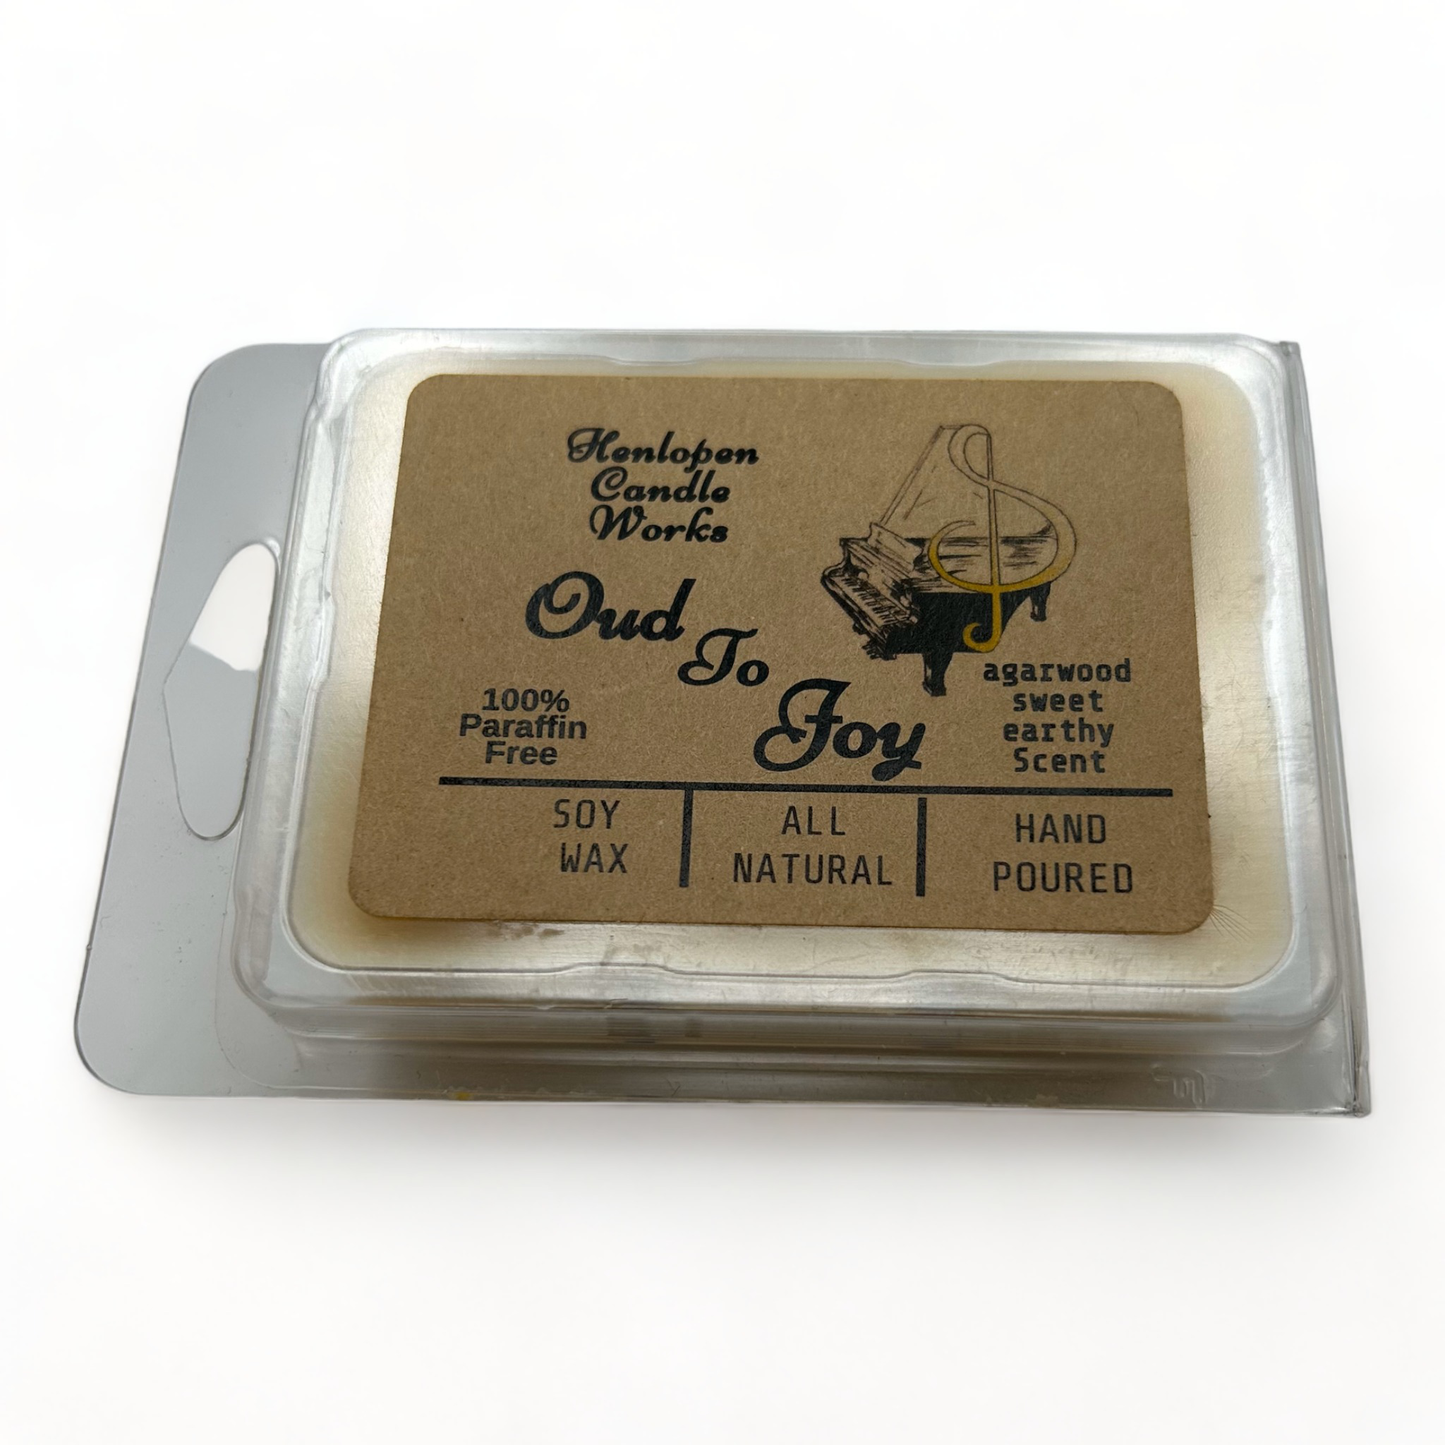 Henlopen
Candle
Works
Oud
To
Joy
100%
Paraffin
Free
agarwood
sweet
earthy
Scent
SOY
WAX
ALL
NATURAL
HAND
POURED